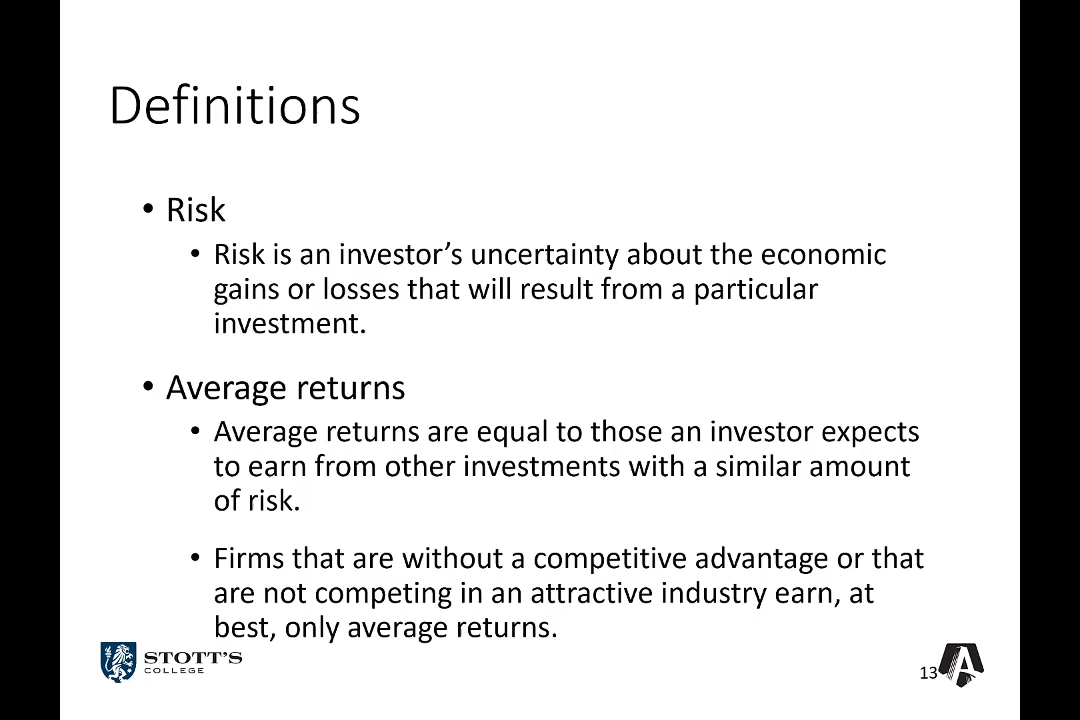 Definitions
• Risk
• Risk is an investor’s uncertainty about the economic
gains or losses that will result from a particular
investment.
• Average returns
• Average returns are equal to those an investor expects
to earn from other investments with a similar amount
of risk.
• Firms that are without a competitive advantage or that
are not competing in an attractive industry earn, at
best, only average returns.
STOTT’S
COLLEGE
13
A